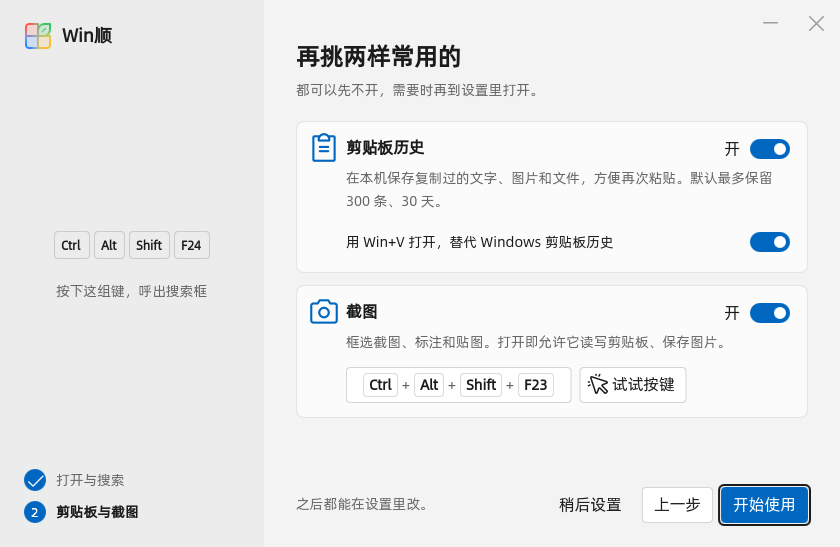 Win顺
Ctrl Alt Shift F24
按下这组键，呼出搜索框
打开与搜索
2 剪贴板与截图
再挑两样常用的
都可以先不开，需要时再到设置里打开。
剪贴板历史 开
在本机保存复制过的文字、图片和文件，方便再次粘贴。默认最多保留
300 条、30 天。
用 Win+V 打开，替代 Windows 剪贴板历史
截图 开
框选截图、标注和贴图。打开即允许它读写剪贴板、保存图片。
Ctrl + Alt + Shift + F23 试试按键
之后都能在设置里改。 稍后设置 上一步 开始使用